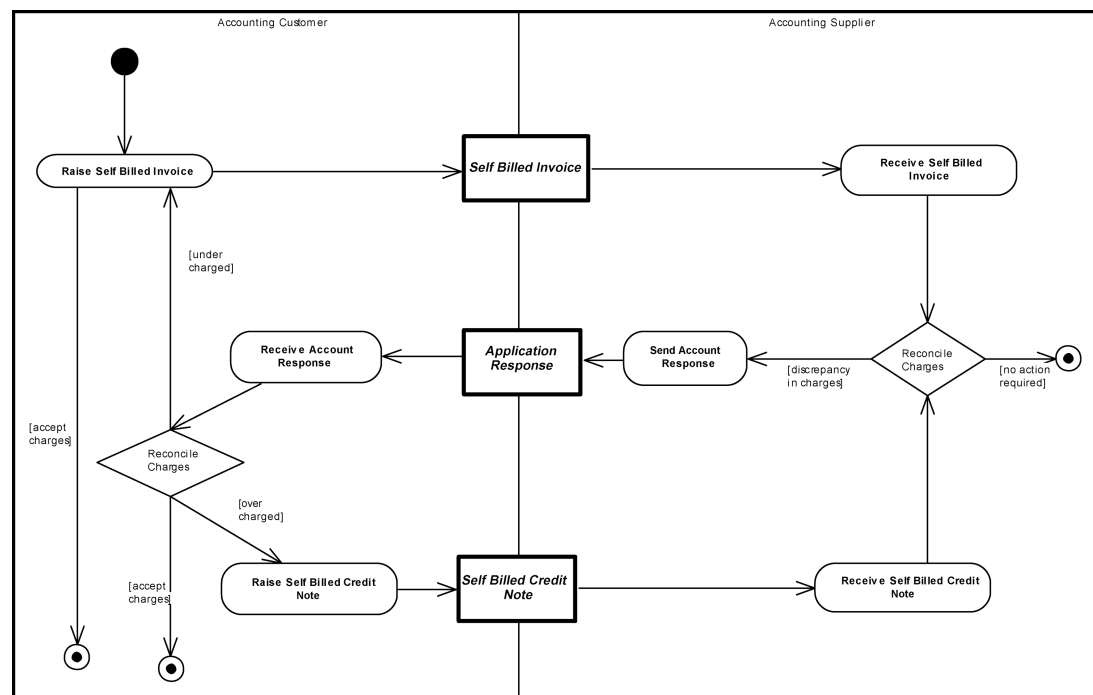 Accounting Customer
Accounting Supplier
Raise Self Billed Invoice
Self Billed Invoice
Receive Self Billed
Invoice
[under
charged]
Receive Account
Response
Application
Response
Send Account
Response
[discrepancy
in charges]
Reconcile
Charges
[no action
required]
[accept
charges]
Reconcile
Charges
[over
charged]
[accept
charges]
Raise Self Billed Credit
Note
Self Billed Credit
Note
Receive Self Billed Credit
Note